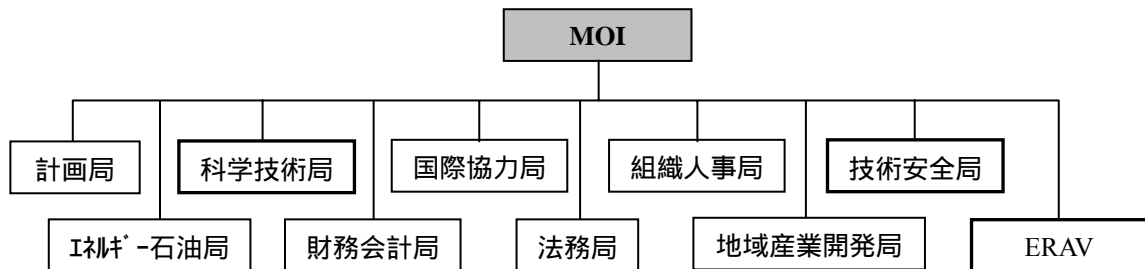 MOI
計画局
科学技術局
国際協力局
組織人事局
技術安全局
ｴﾈﾙｷﾞｰ石油局
財務会計局
法務局
地域産業開発局
ERAV